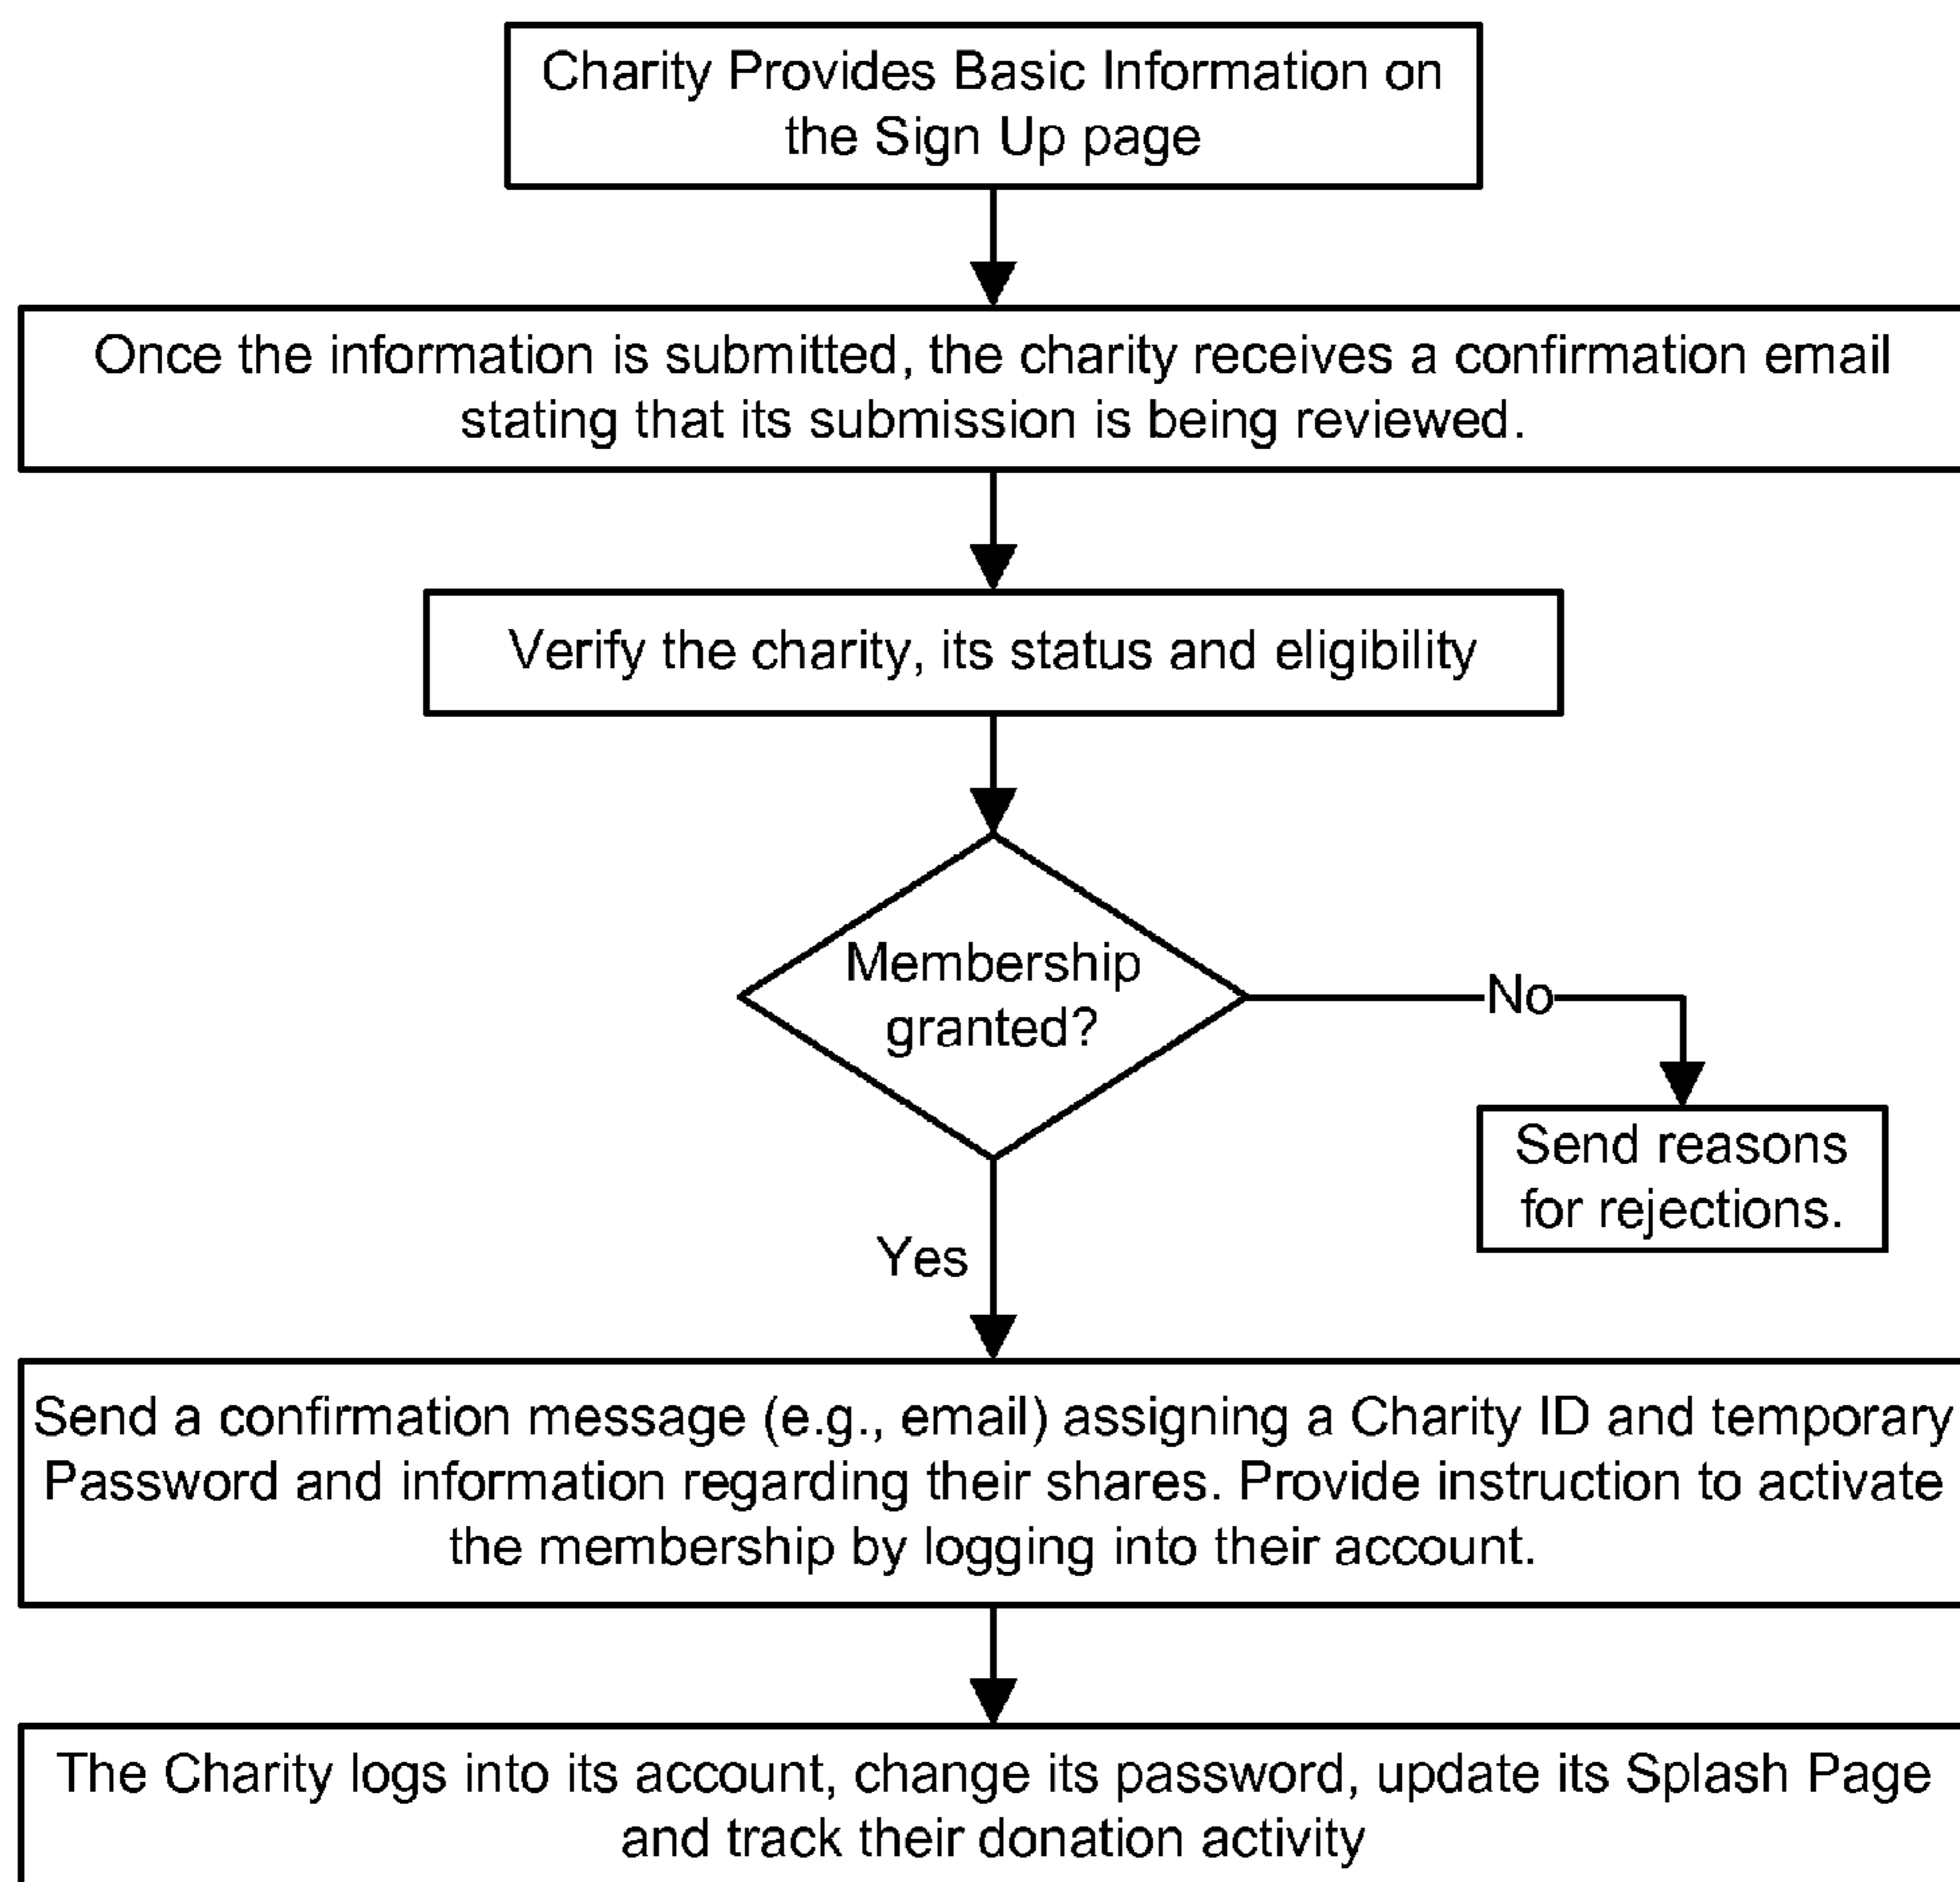 Charity Provides Basic Information on
the Sign Up page
Once the information is submitted, the charity receives a confirmation email
stating that its submission is being reviewed.
Verify the charity, its status and eligibility
Membership
granted?
No
Send reasons
for rejections.
Yes
Send a confirmation message (e.g., email) assigning a Charity ID and temporary
Password and information regarding their shares. Provide instruction to activate
the membership by logging into their account.
The Charity logs into its account, change its password, update its Splash Page
and track their donation activity